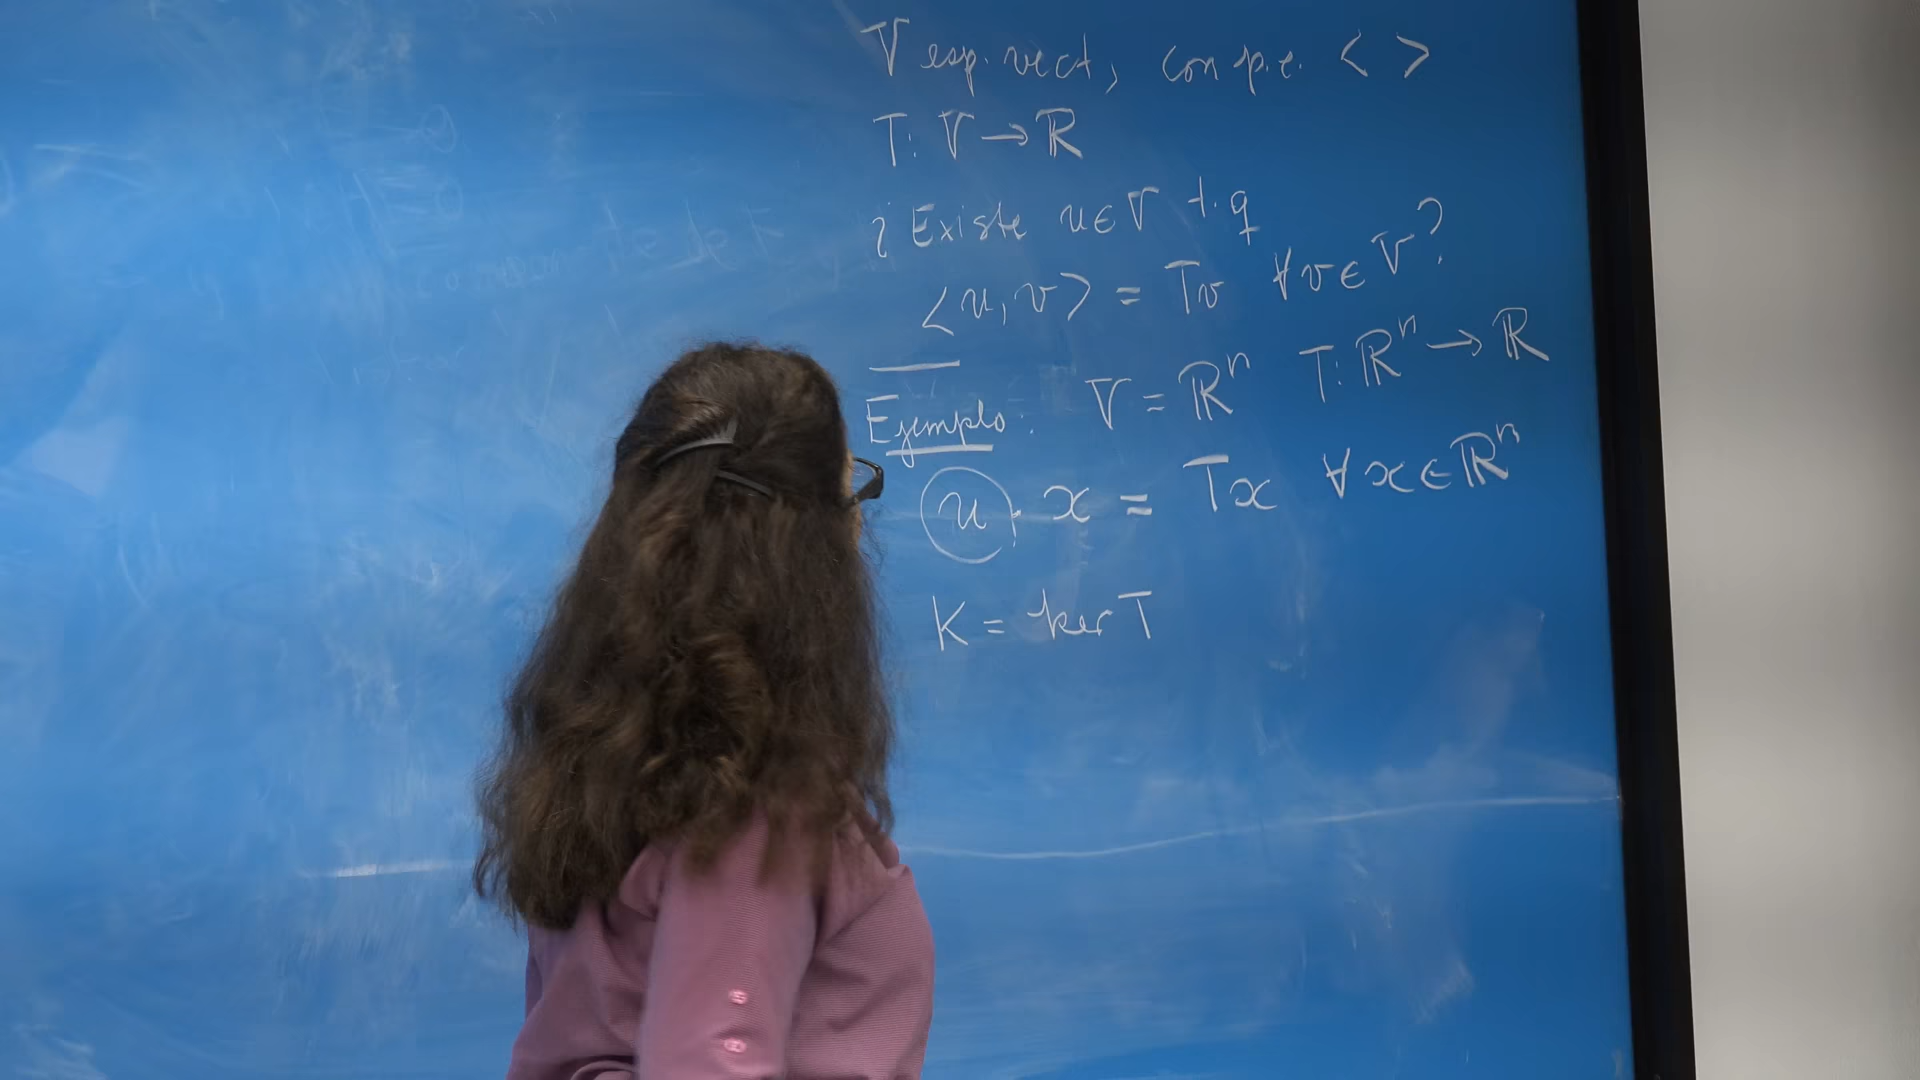 V esp. vect, con p.e. < >
T: V → ℝ
¿Existe u ∈ V t.q
<u, v> = Tv ∀v ∈ V?
Ejemplo: V = ℝⁿ T: ℝⁿ → ℝ
u · x = Tx ∀x ∈ ℝⁿ
K = ker T